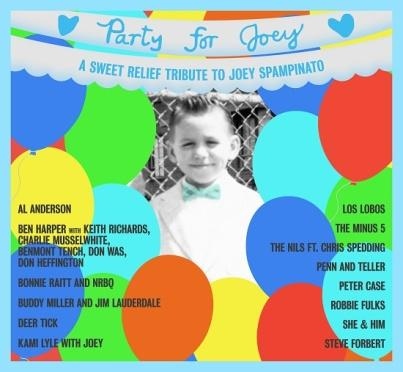 Party for Joey
A SWEET RELIEF TRIBUTE TO JOEY SPAMPINATO
AL ANDERSON
BEN HARPER WITH KEITH RICHARDS,
CHARLIE MUSSELWHITE,
BENMONT TENCH, DON WAS,
DON HEFFINGTON
BONNIE RAITT AND NRBQ
BUDDY MILLER AND JIM LAUDERDALE
DEER TICK
KAMI LYLE WITH JOEY
LOS LOBOS
THE MINUS 5
THE NILS FT. CHRIS SPEDDING
PENN AND TELLER
PETER CASE
ROBBIE FULKS
SHE & HIM
STEVE FORBERT